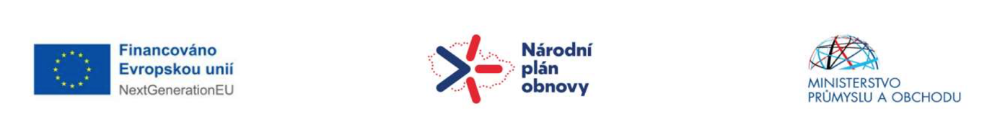 Financováno
Evropskou unií
NextGenerationEU
Národní
plán
obnovy
MINISTERSTVO
PRŮMYSLU A OBCHODU